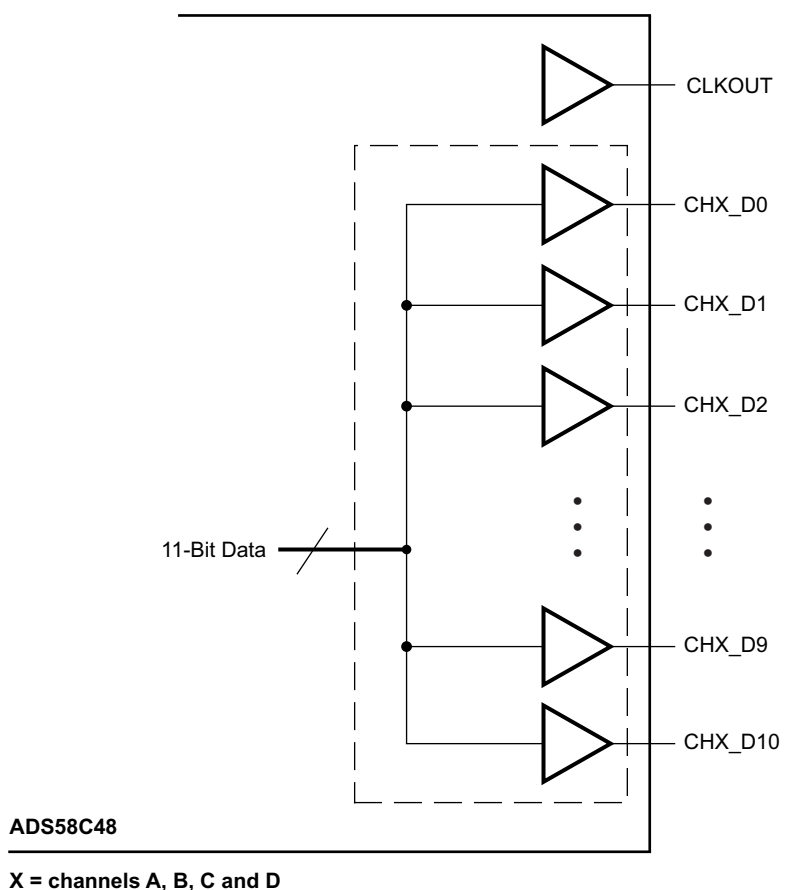 CLKOUT
CHX_D0
CHX_D1
CHX_D2
11-Bit Data
CHX_D9
CHX_D10
ADS58C48
X = channels A, B, C and D